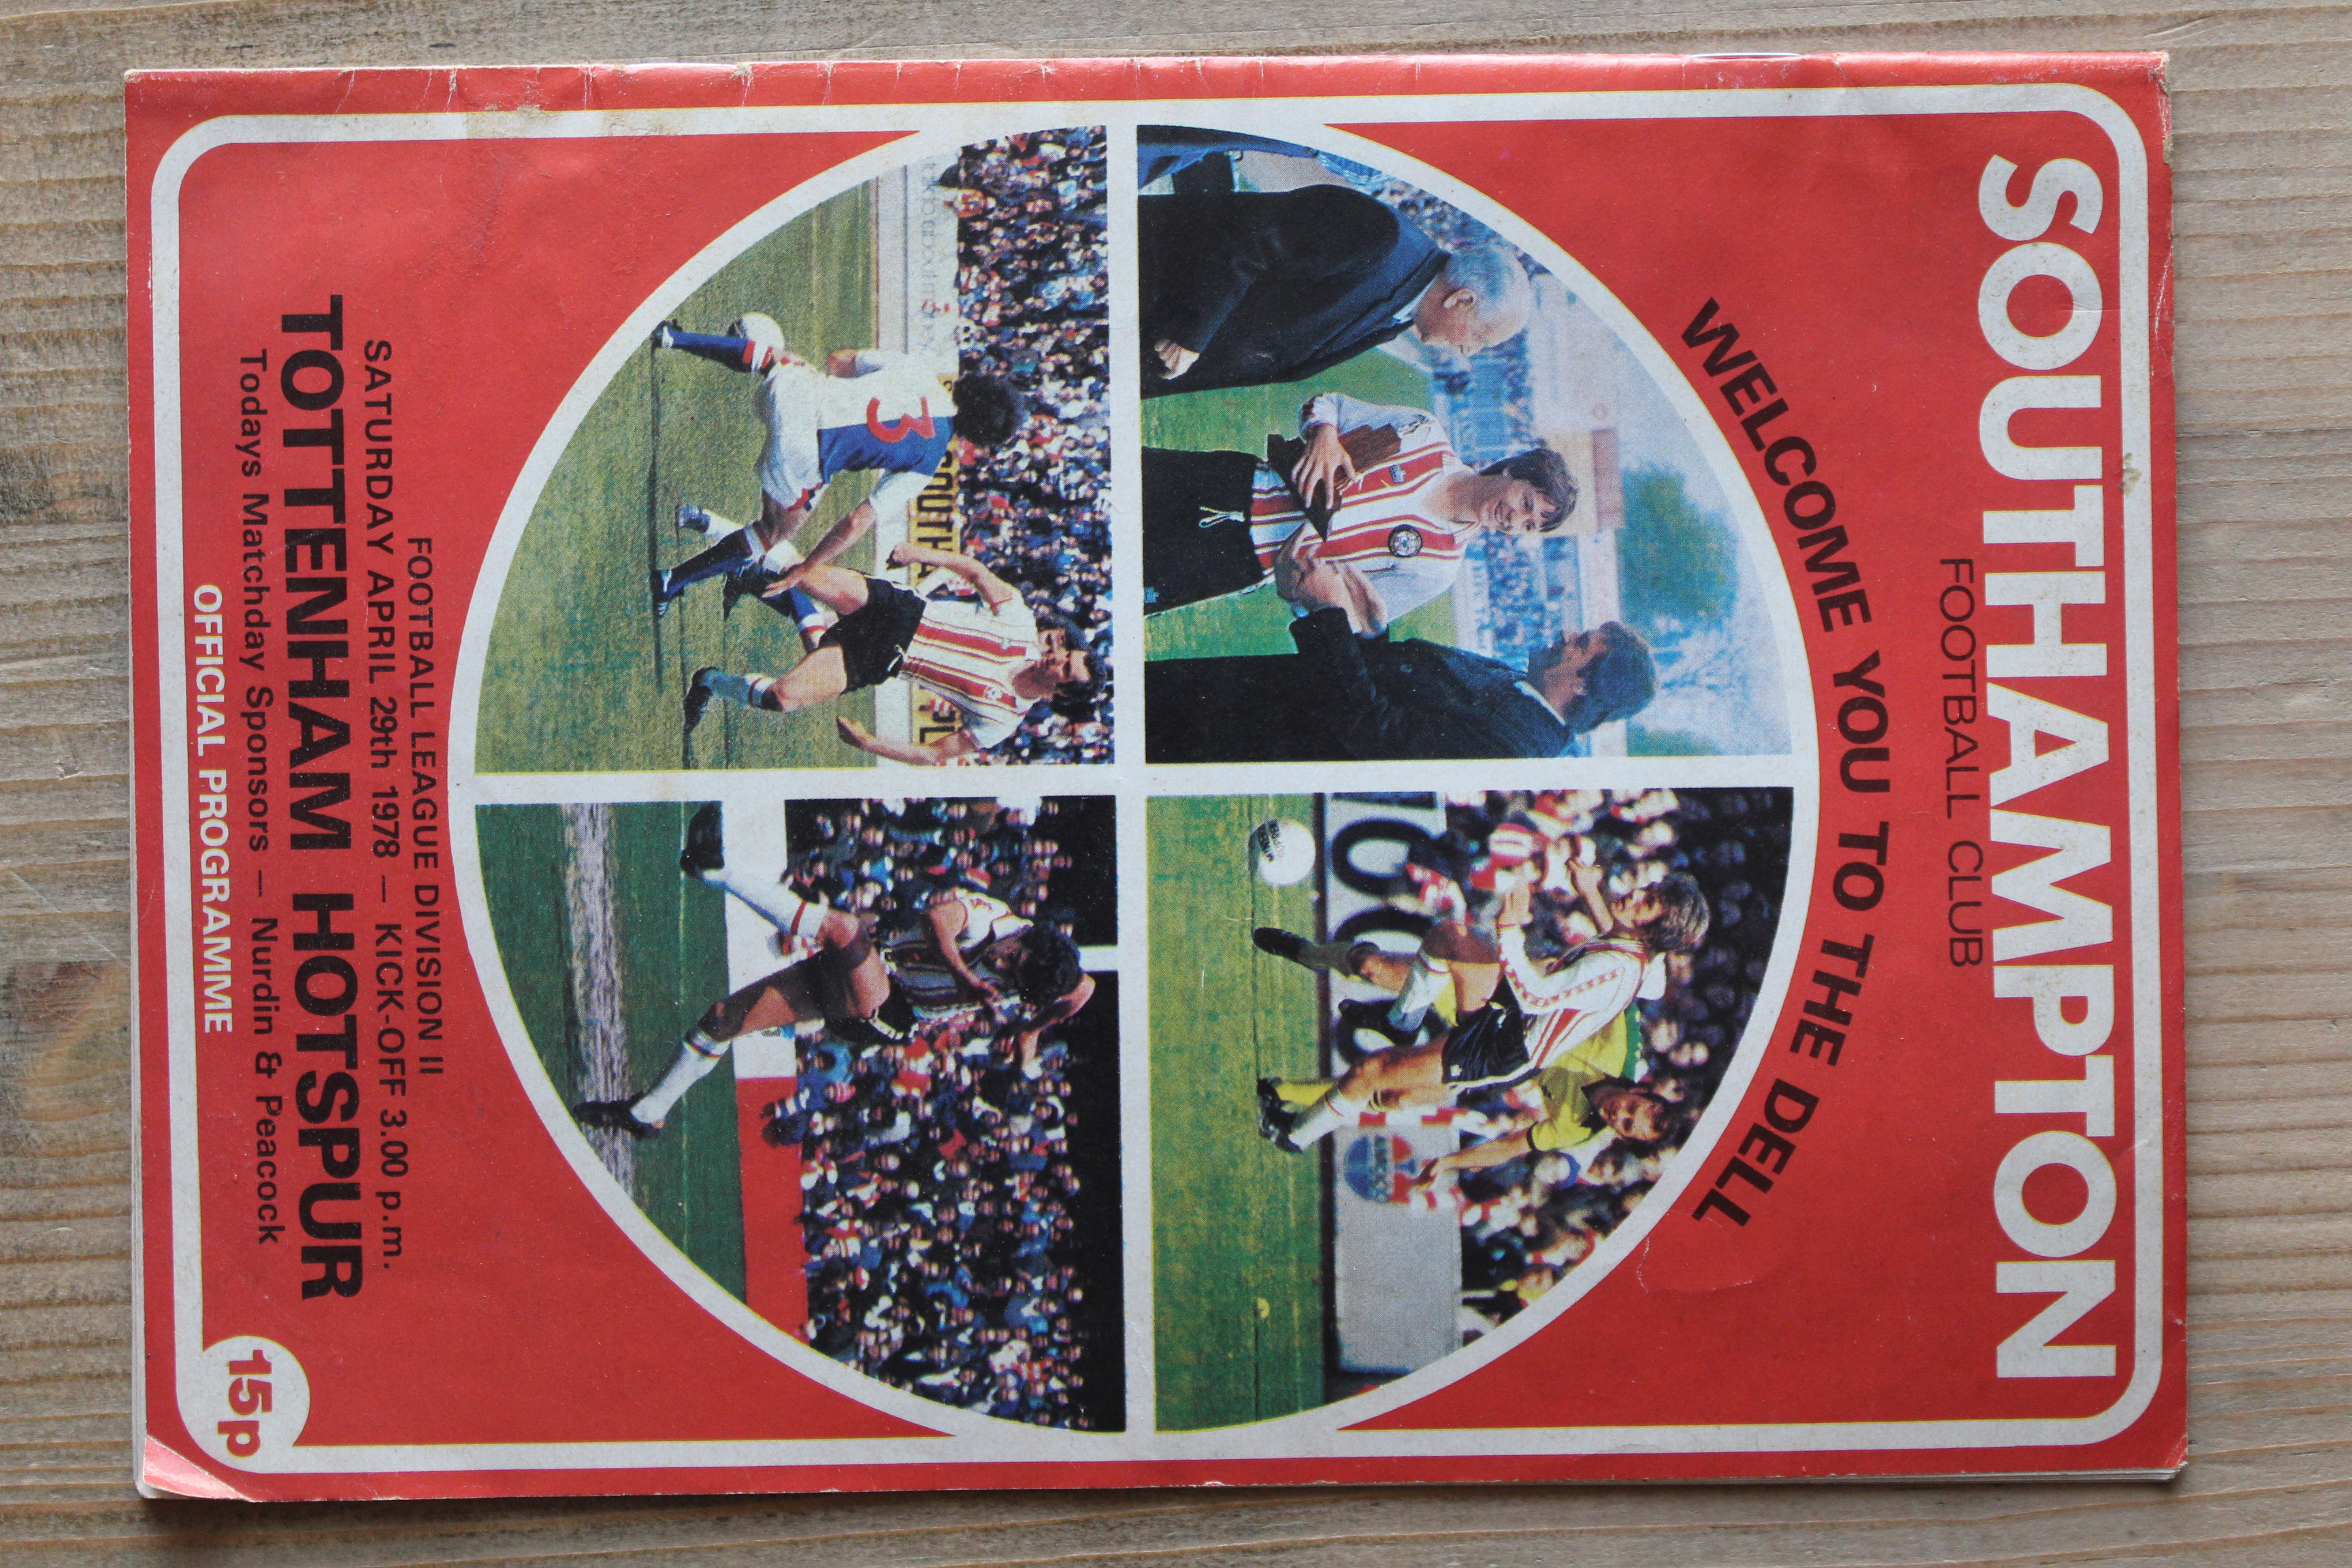 SOUTHAMPTON
FOOTBALL CLUB
WELCOME YOU TO THE DELL
3
FOOTBALL LEAGUE DIVISION II
SATURDAY APRIL 29th 1978 — KICK-OFF 3.00 p.m.
TOTTENHAM HOTSPUR
Todays Matchday Sponsors — Nurdin & Peacock
OFFICIAL PROGRAMME
15p